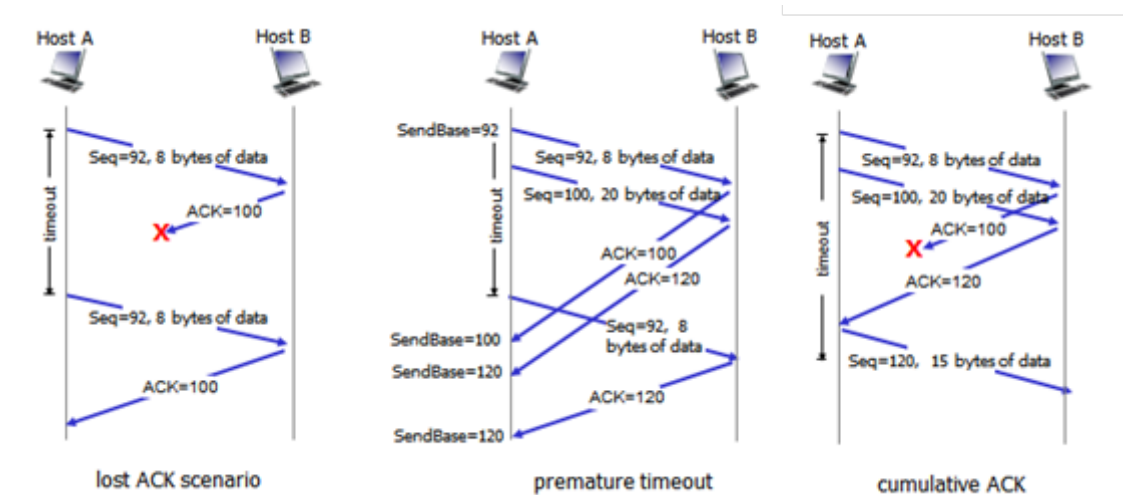 Host A
Host B
timeout
Seq=92, 8 bytes of data
ACK=100
X
Seq=92, 8 bytes of data
ACK=100
lost ACK scenario
Host A
Host B
SendBase=92
timeout
Seq=92, 8 bytes of data
Seq=100, 20 bytes of data
ACK=100
ACK=120
Seq=92, 8
bytes of data
SendBase=100
SendBase=120
ACK=120
SendBase=120
premature timeout
Host A
Host B
timeout
Seq=92, 8 bytes of data
Seq=100, 20 bytes of data
ACK=100
X
ACK=120
Seq=120, 15 bytes of data
cumulative ACK